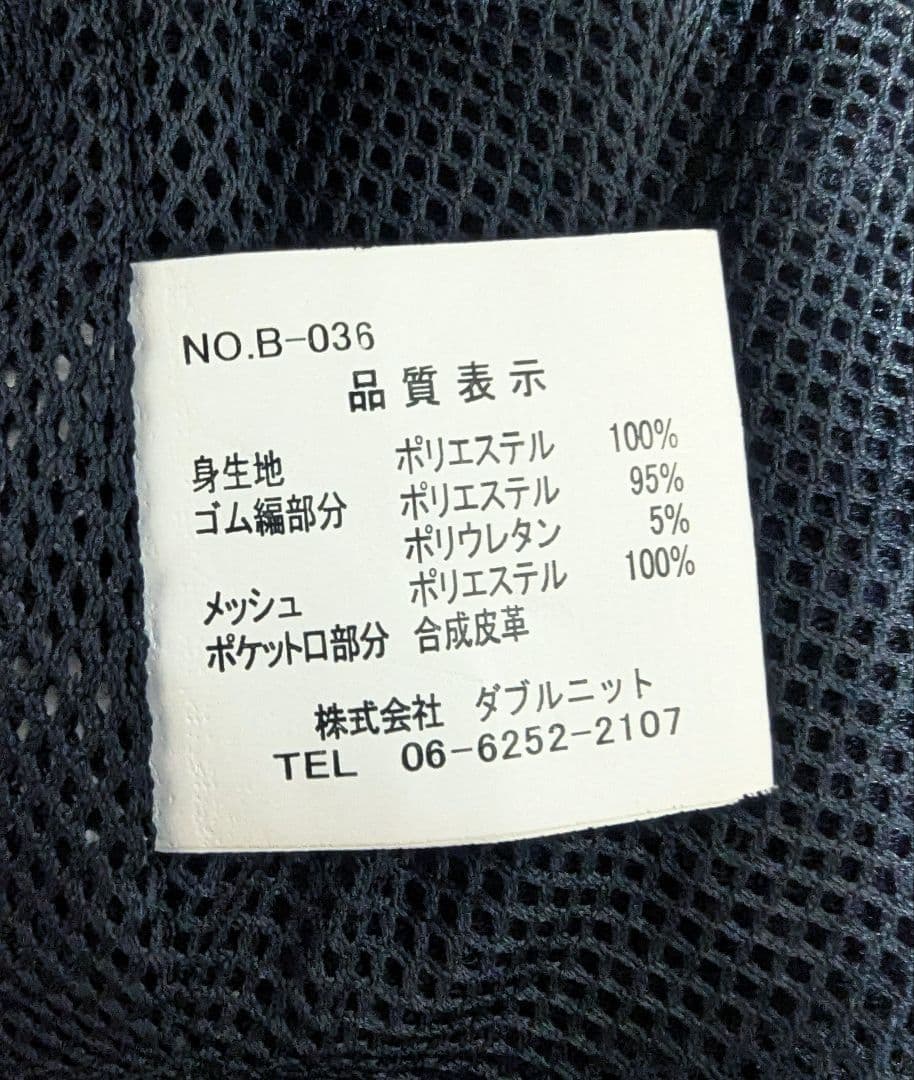 NO.B-036
品質表示
身生地 ポリエステル 100%
ゴム編部分 ポリエステル 95%
ポリウレタン 5%
メッシュ ポリエステル 100%
ポケット口部分 合成皮革
株式会社 ダブルニット
TEL 06-6252-2107